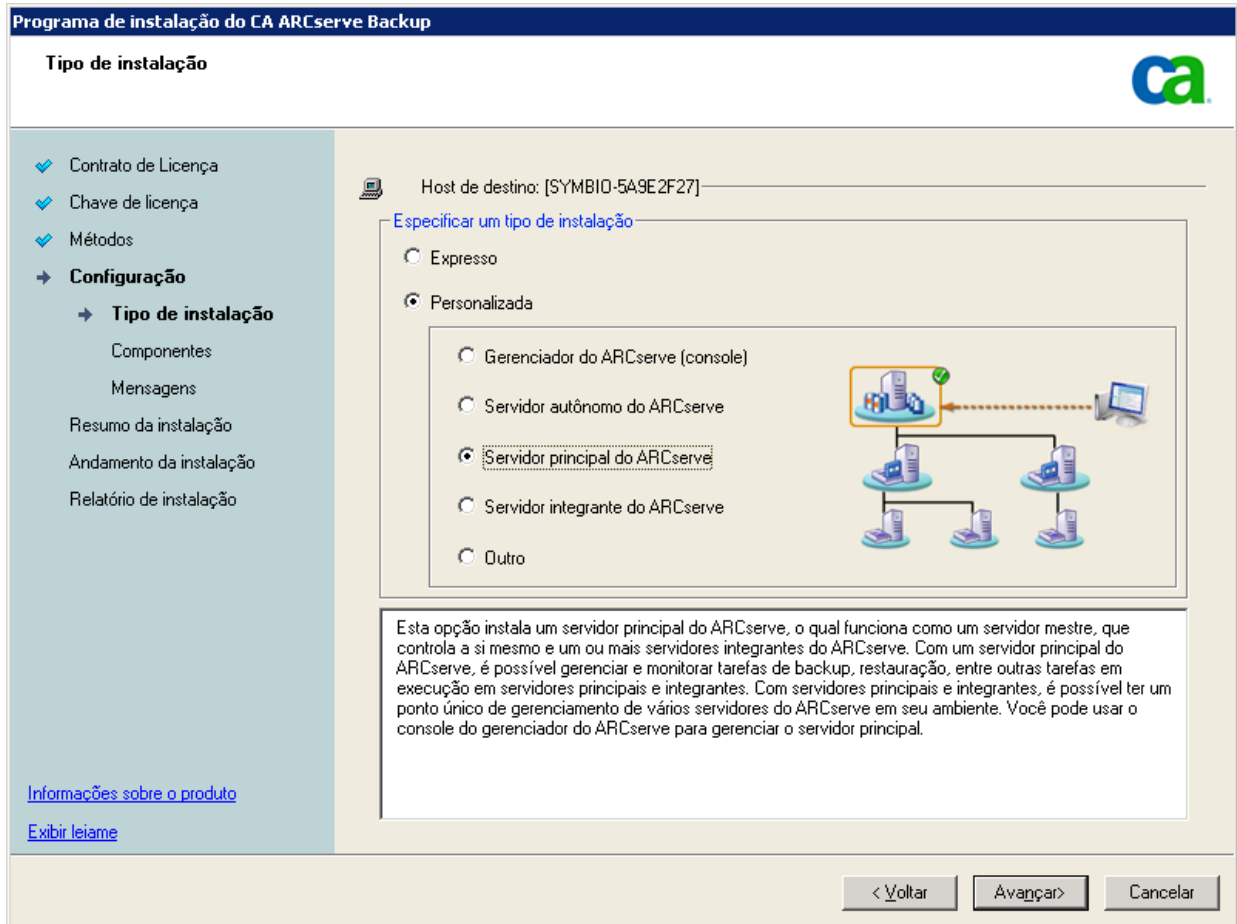 Programa de instalação do CA ARCserve Backup
Tipo de instalação
ca
Contrato de Licença
Chave de licença
Métodos
Configuração
Tipo de instalação
Componentes
Mensagens
Resumo da instalação
Andamento da instalação
Relatório de instalação
Informações sobre o produto
Exibir leiame
Host de destino: [SYMBIO-5A9E2F27]
Especificar um tipo de instalação
Expresso
Personalizada
Gerenciador do ARCserve (console)
Servidor autônomo do ARCserve
Servidor principal do ARCserve
Servidor integrante do ARCserve
Outro
Esta opção instala um servidor principal do ARCserve, o qual funciona como um servidor mestre, que
controla a si mesmo e um ou mais servidores integrantes do ARCserve. Com um servidor principal do
ARCserve, é possível gerenciar e monitorar tarefas de backup, restauração, entre outras tarefas em
execução em servidores principais e integrantes. Com servidores principais e integrantes, é possível ter um
ponto único de gerenciamento de vários servidores do ARCserve em seu ambiente. Você pode usar o
console do gerenciador do ARCserve para gerenciar o servidor principal.
< Voltar
Avançar>
Cancelar